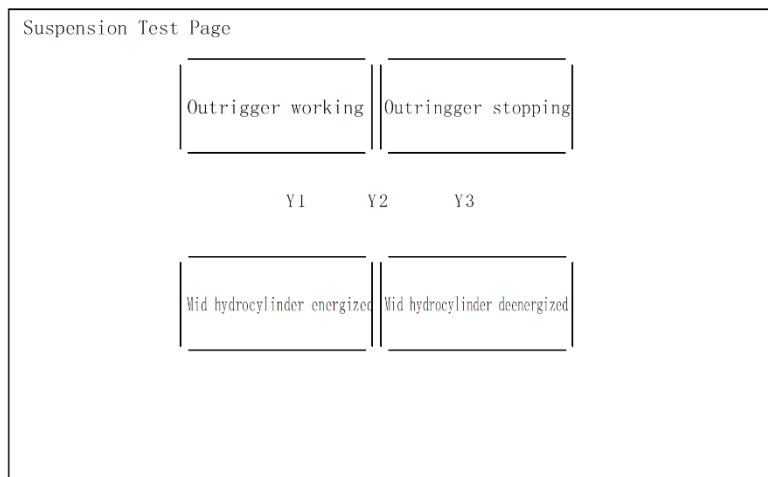 Suspension Test Page
Outrigger working Outringger stopping
Y1 Y2 Y3
Mid hydrocylinder energized Mid hydrocylinder deenergized